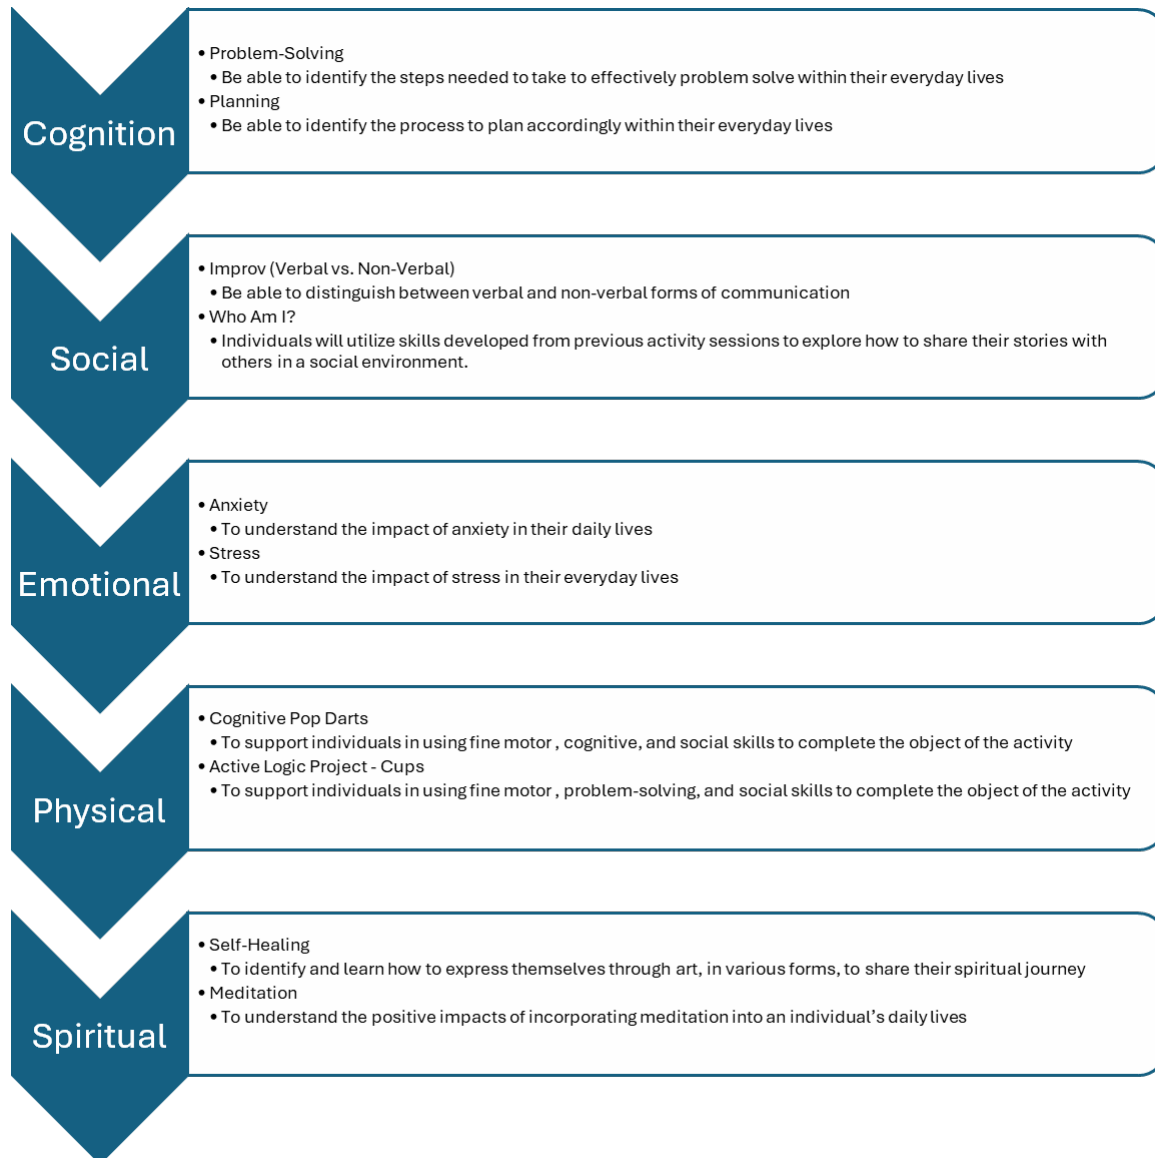 Cognition
• Problem-Solving
• Be able to identify the steps needed to take to effectively problem solve within their everyday lives
• Planning
• Be able to identify the process to plan accordingly within their everyday lives
Social
• Improv (Verbal vs. Non-Verbal)
• Be able to distinguish between verbal and non-verbal forms of communication
• Who Am I?
• Individuals will utilize skills developed from previous activity sessions to explore how to share their stories with
others in a social environment.
Emotional
• Anxiety
• To understand the impact of anxiety in their daily lives
• Stress
• To understand the impact of stress in their everyday lives
Physical
• Cognitive Pop Darts
• To support individuals in using fine motor , cognitive, and social skills to complete the object of the activity
• Active Logic Project - Cups
• To support individuals in using fine motor , problem-solving, and social skills to complete the object of the activity
Spiritual
• Self-Healing
• To identify and learn how to express themselves through art, in various forms, to share their spiritual journey
• Meditation
• To understand the positive impacts of incorporating meditation into an individual’s daily lives